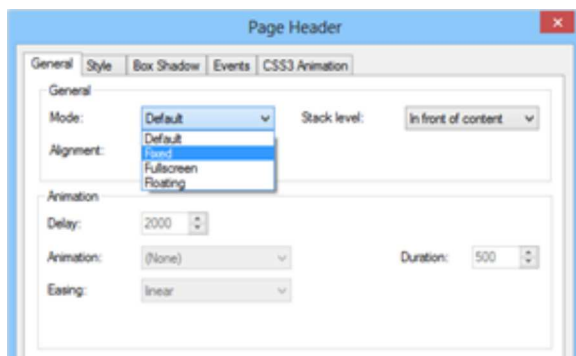 Page Header
General Style Box Shadow Events CSS3 Animation
General
Mode: Default Stack level: In front of content
Default
Alignment: Fixed
Fullscreen
Floating
Animation
Delay: 2000
Animation: (None) Duration: 500
Easing: linear